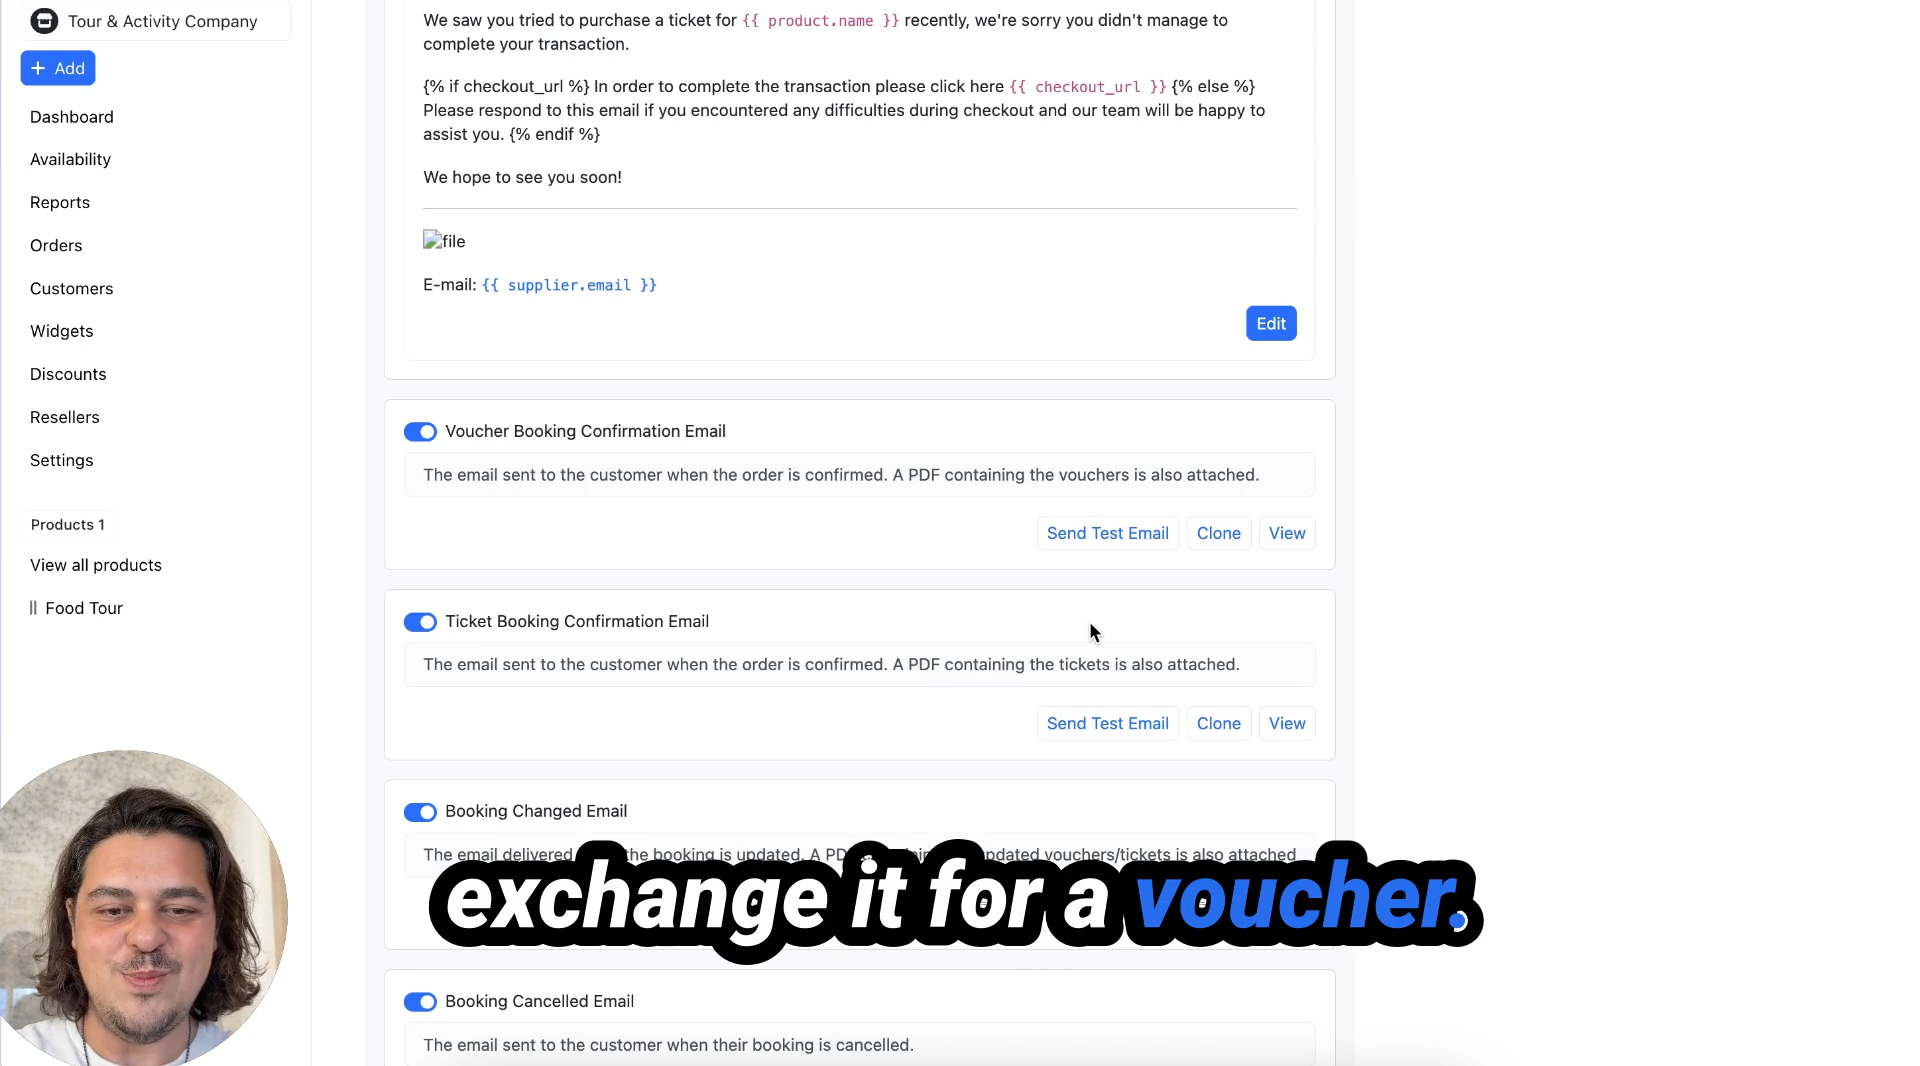 Tour & Activity Company
+ Add
Dashboard
Availability
Reports
Orders
Customers
Widgets
Discounts
Resellers
Settings
Products 1
View all products
Food Tour
We saw you tried to purchase a ticket for {{ product.name }} recently, we're sorry you didn't manage to
complete your transaction.
{% if checkout_url %} In order to complete the transaction please click here {{ checkout_url }} {% else %}
Please respond to this email if you encountered any difficulties during checkout and our team will be happy to
assist you. {% endif %}
We hope to see you soon!
file
E-mail: {{ supplier.email }}
Edit
Voucher Booking Confirmation Email
The email sent to the customer when the order is confirmed. A PDF containing the vouchers is also attached.
Send Test Email Clone View
Ticket Booking Confirmation Email
The email sent to the customer when the order is confirmed. A PDF containing the tickets is also attached.
Send Test Email Clone View
Booking Changed Email
The email delivered the booking is updated. A vouchers/tickets is also attached
exchange it for a voucher.
Booking Cancelled Email
The email sent to the customer when their booking is cancelled.